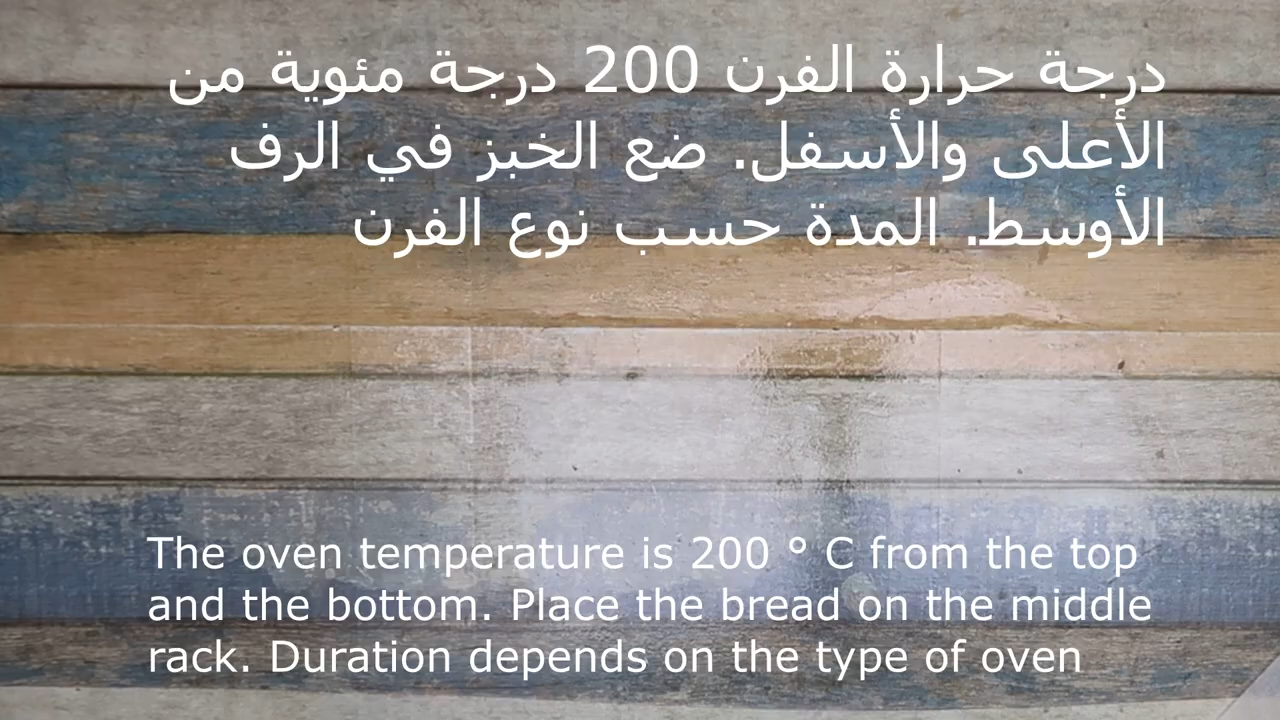 درجة حرارة الفرن 200 درجة مئوية من
الأعلى والأسفل. ضع الخبز في الرف
الأوسط. المدة حسب نوع الفرن
The oven temperature is 200 ° C from the top
and the bottom. Place the bread on the middle
rack. Duration depends on the type of oven